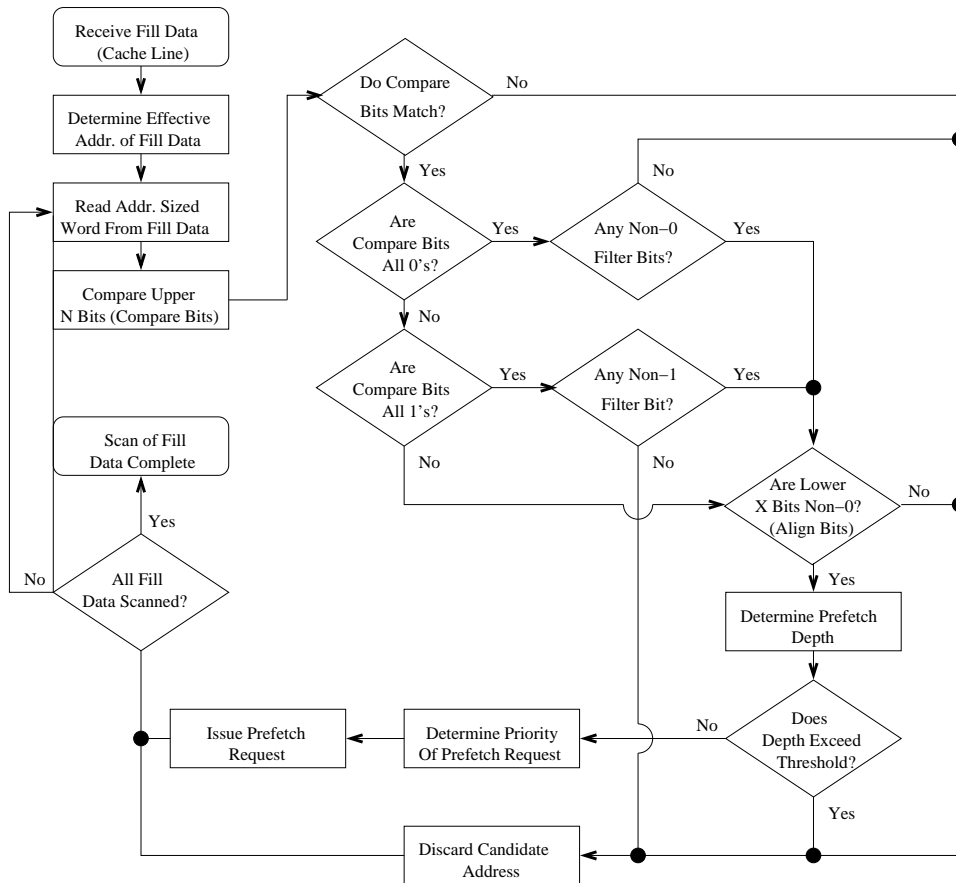 Receive Fill Data
(Cache Line)
Determine Effective
Addr. of Fill Data
Read Addr. Sized
Word From Fill Data
Compare Upper
N Bits (Compare Bits)
Do Compare
Bits Match?
No
Yes
Are
Compare Bits
All 0's?
Yes
No
Any Non−0
Filter Bits?
No
Yes
Are
Compare Bits
All 1's?
Yes
No
Any Non−1
Filter Bit?
Yes
No
Are Lower
X Bits Non−0?
(Align Bits)
No
Yes
Scan of Fill
Data Complete
Yes
No
All Fill
Data Scanned?
Determine Prefetch
Depth
Does
Depth Exceed
Threshold?
No
Yes
Determine Priority
Of Prefetch Request
Issue Prefetch
Request
Discard Candidate
Address